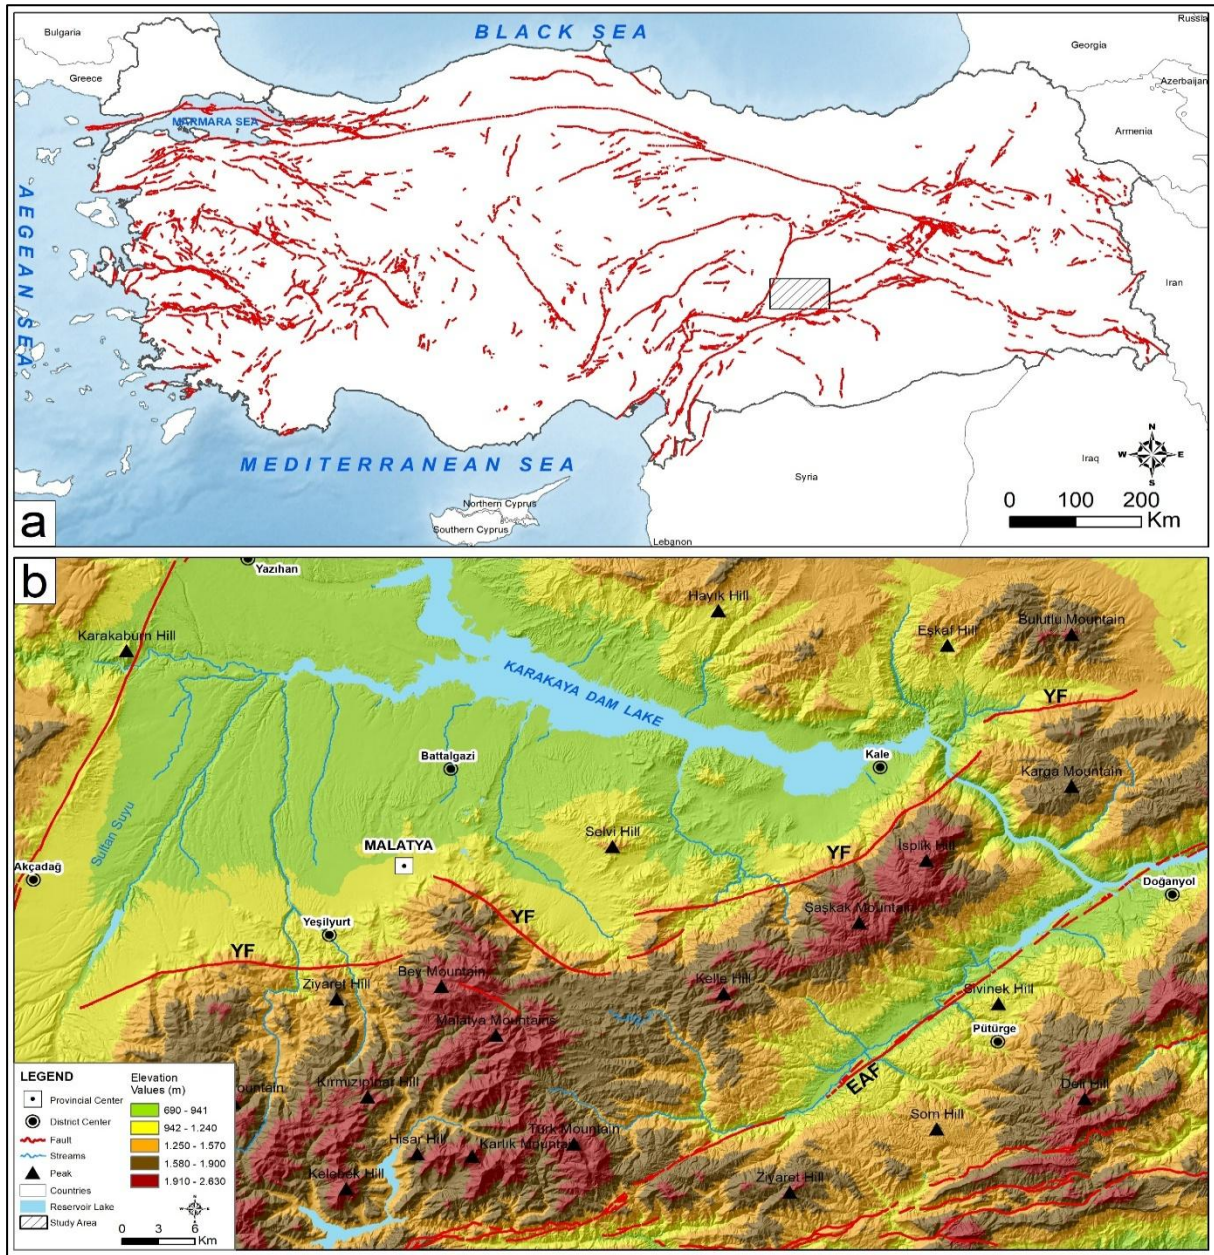 BLACK SEA
Russia
Bulgaria
Georgia
Greece
Azerbaijan
MARMARA SEA
Armenia
AEGEAN SEA
Iran
MEDITERRANEAN SEA
N
W E
S
Iraq
Syria
Northern Cyprus
Southern Cyprus
Lebanon
0 100 200
Km
a
b
Yazıhan
Hayık Hill
Karakaburn Hill
Eşkaf Hill
Bulutlu Mountain
KARAKAYA DAM LAKE
YF
Battalgazi
Kale
Karga Mountain
Sultan Suyu
Selvi Hill
MALATYA
YF
İsplik Hill
Akçadağ
Doğanyol
YF
Şaşkak Mountain
Yeşilyurt
YF
Bey Mountain
Kelle Hill
Ziyaret Hill
Sivinek Hill
Malatya Mountains
Pütürge
EAF
ountain
Kırmızıpınar Hill
Deli Hill
Som Hill
Türk Mountain
Hisar Hill
Karlık Mountain
Kelebek Hill
Ziyaret Hill
LEGEND
Provincial Center
District Center
Fault
Streams
Peak
Countries
Reservoir Lake
Study Area
Elevation
Values (m)
690 - 941
942 - 1.240
1.250 - 1.570
1.580 - 1.900
1.910 - 2.630
0 3 6
Km